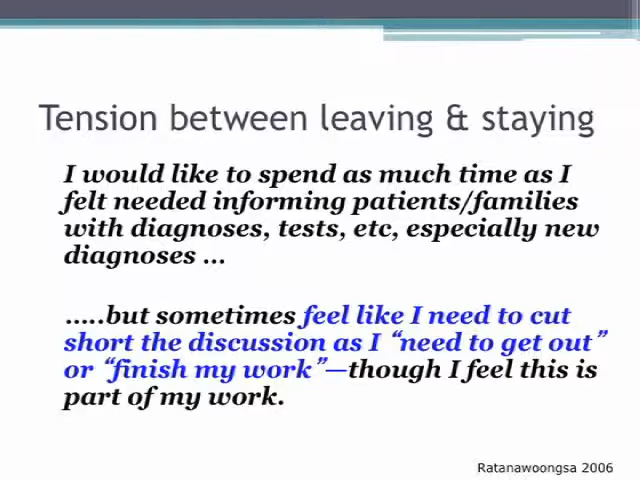 Tension between leaving & staying
I would like to spend as much time as I
felt needed informing patients/families
with diagnoses, tests, etc, especially new
diagnoses ...
.....but sometimes feel like I need to cut
short the discussion as I “need to get out”
or “finish my work”—though I feel this is
part of my work.
Ratanawoongsa 2006